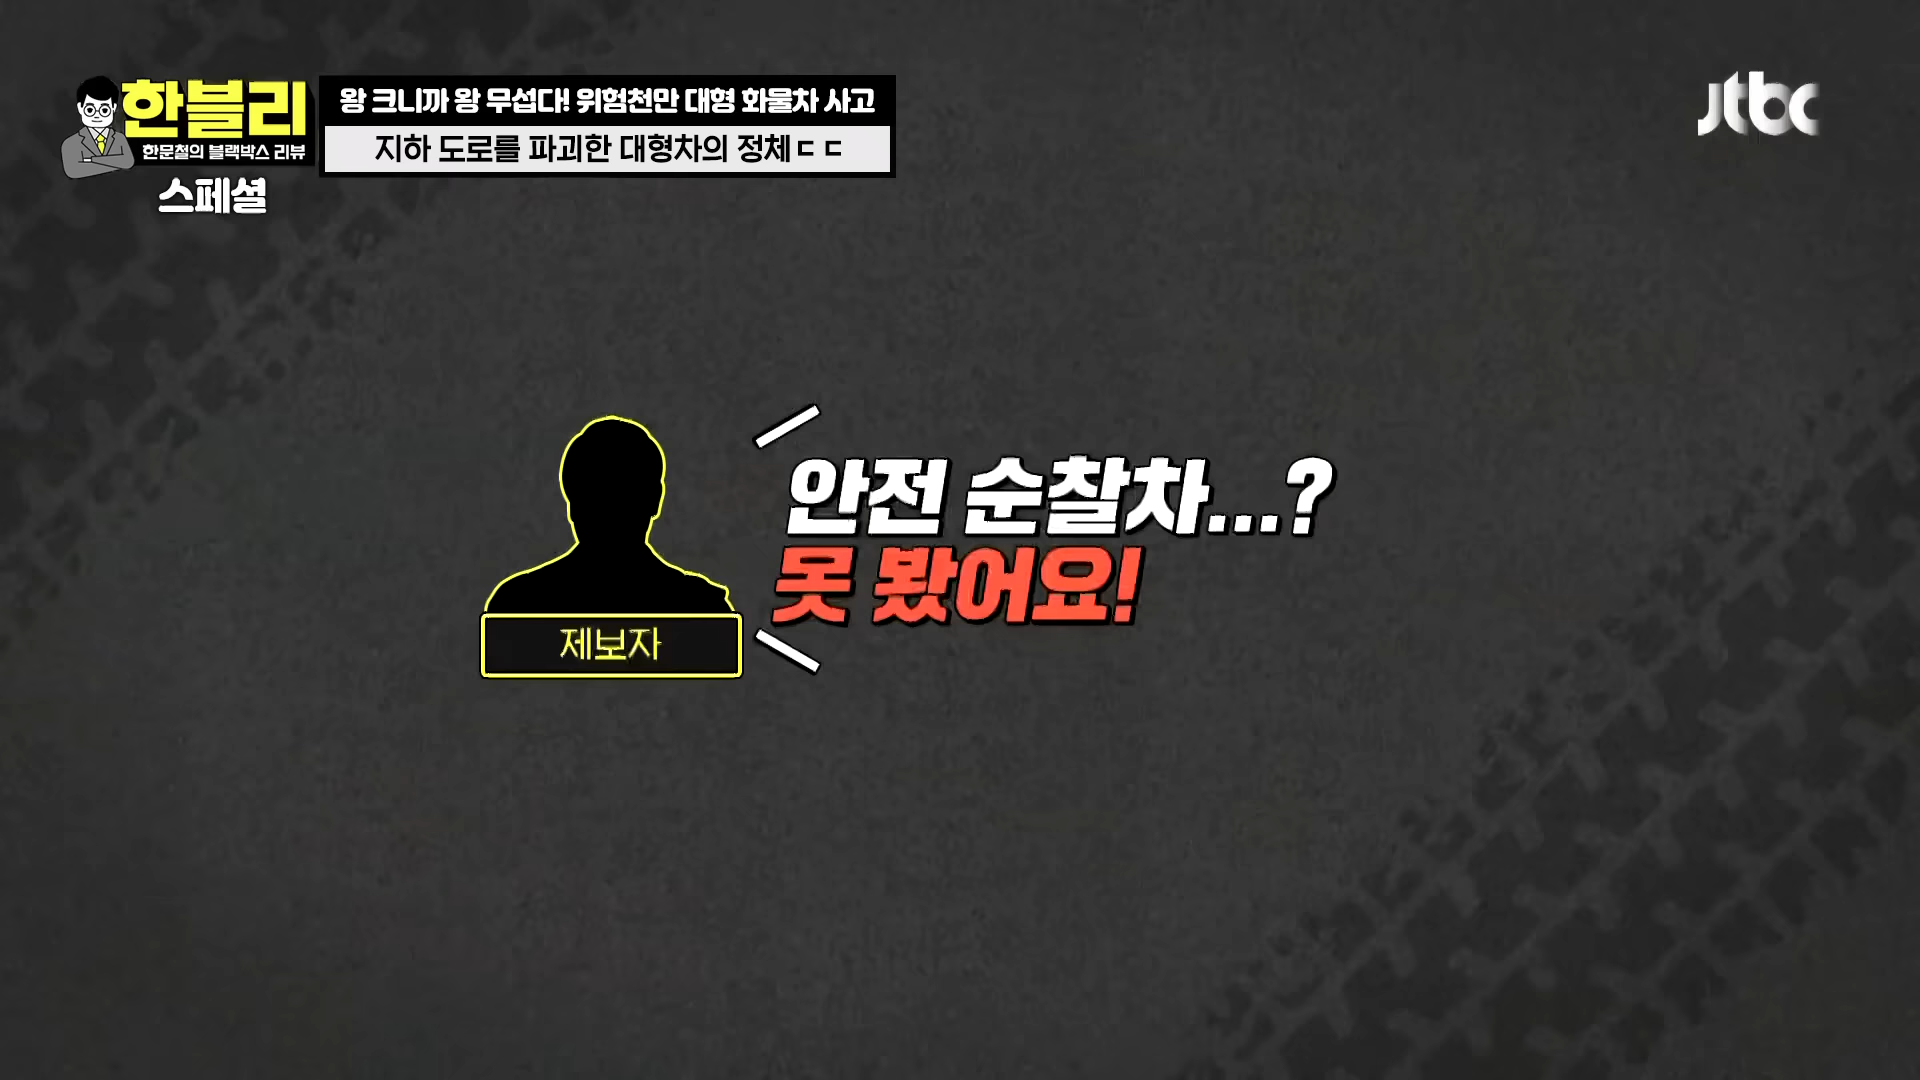 한블리
한문철의 블랙박스 리뷰
스페셜
왕 크니까 왕 무섭다! 위험천만 대형 화물차 사고
지하 도로를 파괴한 대형차의 정체ㄷㄷ
jtbc
안전 순찰차...?
못 봤어요!
제보자